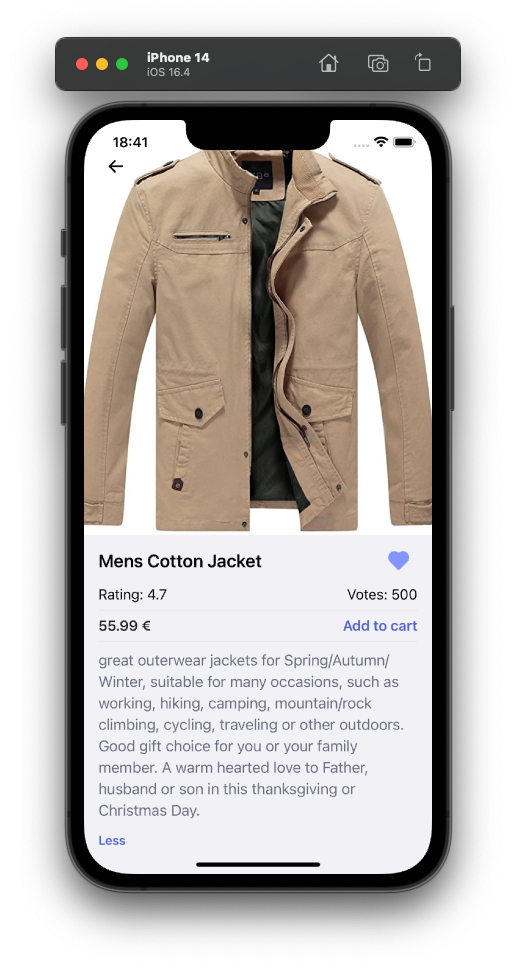 iPhone 14
iOS 16.4
18:41
Mens Cotton Jacket
Rating: 4.7
Votes: 500
55.99 €
Add to cart
great outerwear jackets for Spring/Autumn/
Winter, suitable for many occasions, such as
working, hiking, camping, mountain/rock
climbing, cycling, traveling or other outdoors.
Good gift choice for you or your family
member. A warm hearted love to Father,
husband or son in this thanksgiving or
Christmas Day.
Less